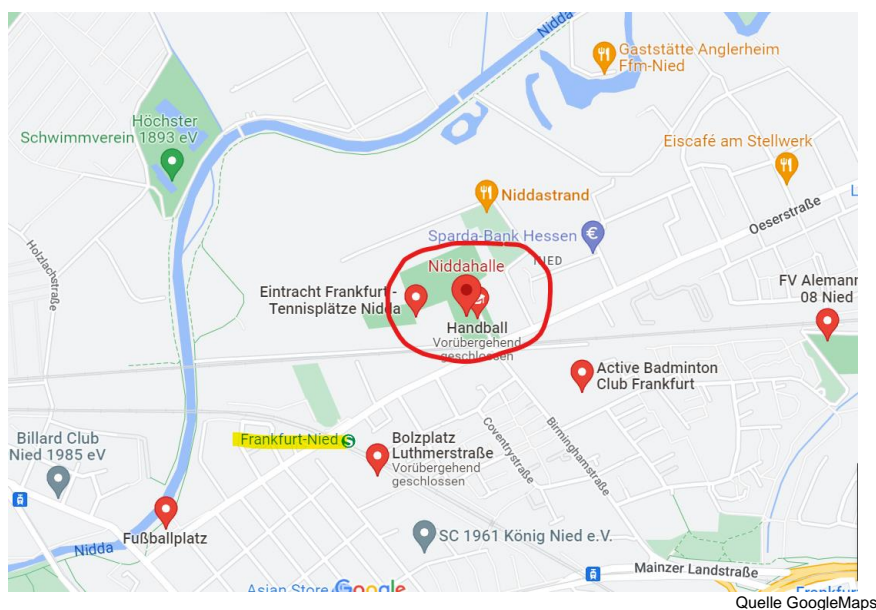 Nidda
Gaststätte Anglerheim
Ffm-Nied
Höchster
Schwimmverein 1893 eV
Eiscafé am Stellwerk
Niddastrand
Oeserstraße
L
Sparda-Bank Hessen
€
NIED
Holzlachstraße
Niddahalle
FV Alemann
08 Nied
Eintracht Frankfurt -
Tennisplätze Nidda
Handball
Vorübergehend
geschlossen
Active Badminton
Club Frankfurt
Frankfurt-Nied
S
Bolzplatz
Luthmerstraße
Vorübergehend
geschlossen
Coventrystraße
Birminghamstraße
Billard Club
Nied 1985 eV
Fußballplatz
Nidda
SC 1961 König Nied e.V.
Mainzer Landstraße
Asian Store
Google
Frankfur
Quelle GoogleMaps